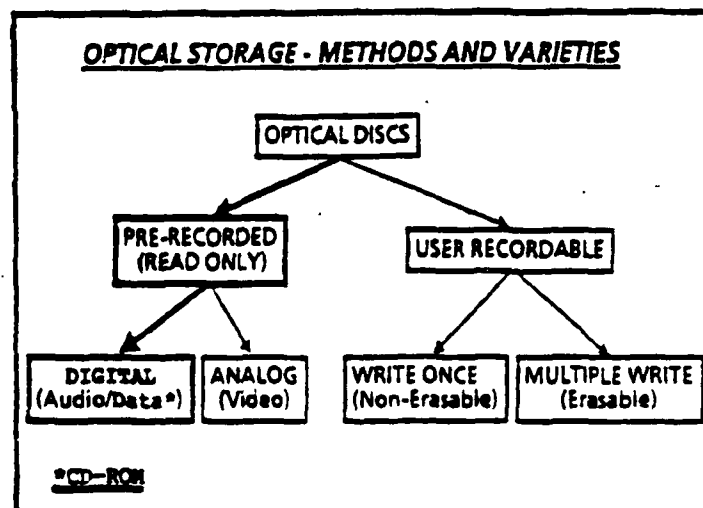 OPTICAL STORAGE - METHODS AND VARIETIES
OPTICAL DISCS
PRE-RECORDED
(READ ONLY)
USER RECORDABLE
DIGITAL
(Audio/Data*)
ANALOG
(Video)
WRITE ONCE
(Non-Erasable)
MULTIPLE WRITE
(Erasable)
*CD-ROM